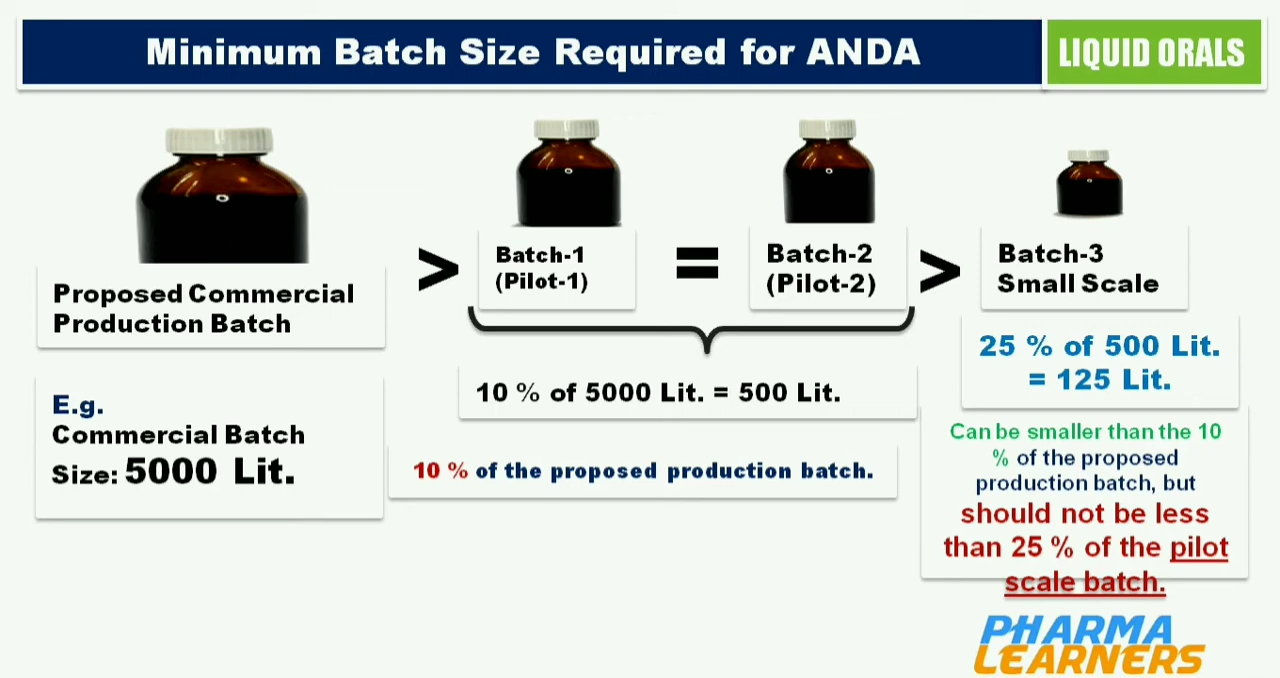 Minimum Batch Size Required for ANDA
LIQUID ORALS
Proposed Commercial
Production Batch
>
Batch-1
(Pilot-1)
=
Batch-2
(Pilot-2)
>
Batch-3
Small Scale
E.g.
Commercial Batch
Size: 5000 Lit.
10 % of 5000 Lit. = 500 Lit.
10 % of the proposed production batch.
25 % of 500 Lit.
= 125 Lit.
Can be smaller than the 10
% of the proposed
production batch, but
should not be less
than 25 % of the pilot
scale batch.
PHARMA
LEARNERS